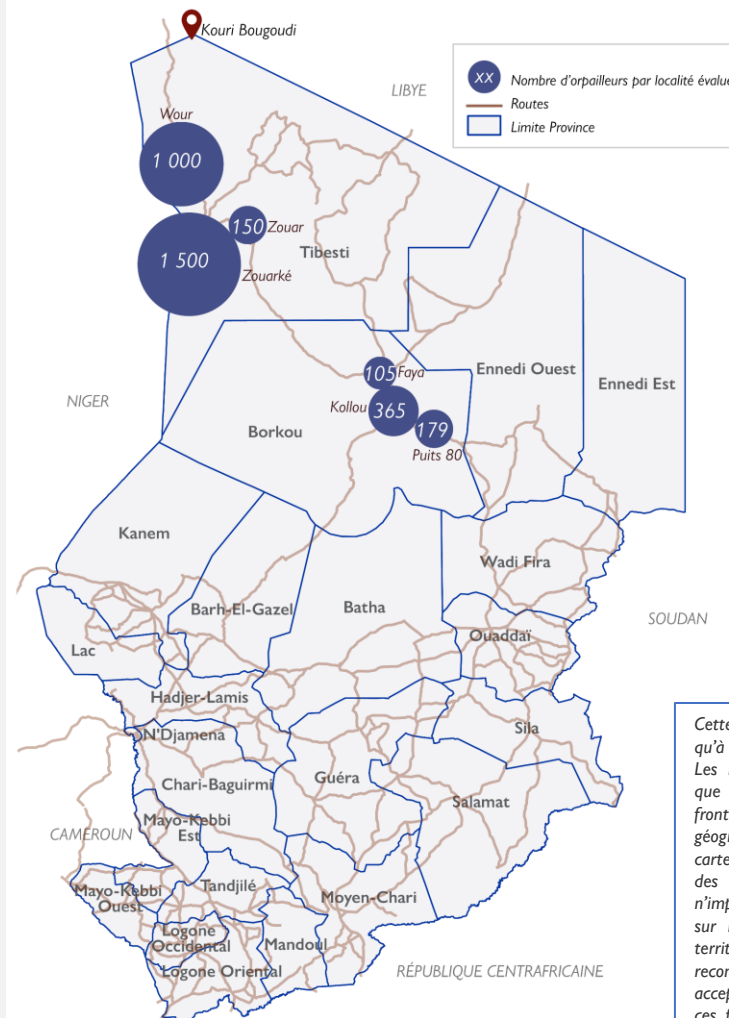 Kouri Bougoudi
LIBYE
XX Nombre d'orpailleurs par localité évalué
Routes
Limite Province
Wour
1 000
150 Zouar
Tibesti
1 500
Zouarké
105 Faya
Ennedi Ouest
Ennedi Est
NIGER
Kollou 365
179
Borkou
Puits 80
Kanem
Wadi Fira
Barh-El-Gazel
Batha
SOUDAN
Ouaddaï
Lac
Hadjer-Lamis
N'Djamena
Sila
Chari-Baguirmi
Guéra
Salamat
CAMEROUN
Mayo-Kebbi
Est
Mayo-Kebbi
Ouest
Tandjilé
Moyen-Chari
Logone
Occidental
Mandoul
Logone Oriental
RÉPUBLIQUE CENTRAFRICAINE
Cette
qu'à
Les
que
front
géogr
carte
des
n'imp
sur
territ
recon
accep
ces f